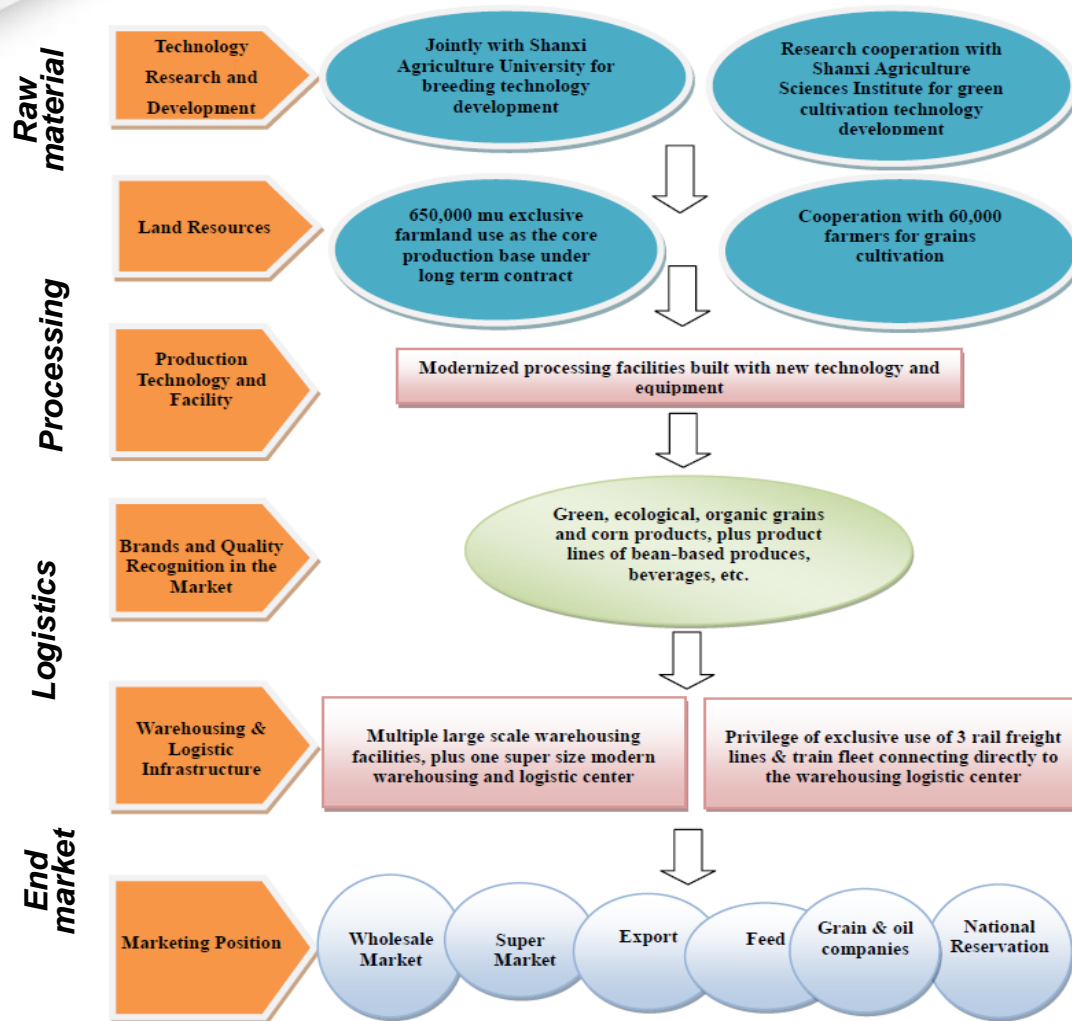 Raw
material
Technology
Research and
Development
Jointly with Shanxi
Agriculture University for
breeding technology
development
Research cooperation with
Shanxi Agriculture
Sciences Institute for green
cultivation technology
development
Land Resources
650,000 mu exclusive
farmland use as the core
production base under
long term contract
Cooperation with 60,000
farmers for grains
cultivation
Processing
Production
Technology and
Facility
Modernized processing facilities built with new technology and
equipment
Logistics
Brands and Quality
Recognition in the
Market
Green, ecological, organic grains
and corn products, plus product
lines of bean-based produces,
beverages, etc.
Warehousing &
Logistic
Infrastructure
Multiple large scale warehousing
facilities, plus one super size modern
warehousing and logistic center
Privilege of exclusive use of 3 rail freight
lines & train fleet connecting directly to
the warehousing logistic center
End
market
Marketing Position
Wholesale
Market
Super
Market
Export
Feed
Grain & oil
companies
National
Reservation